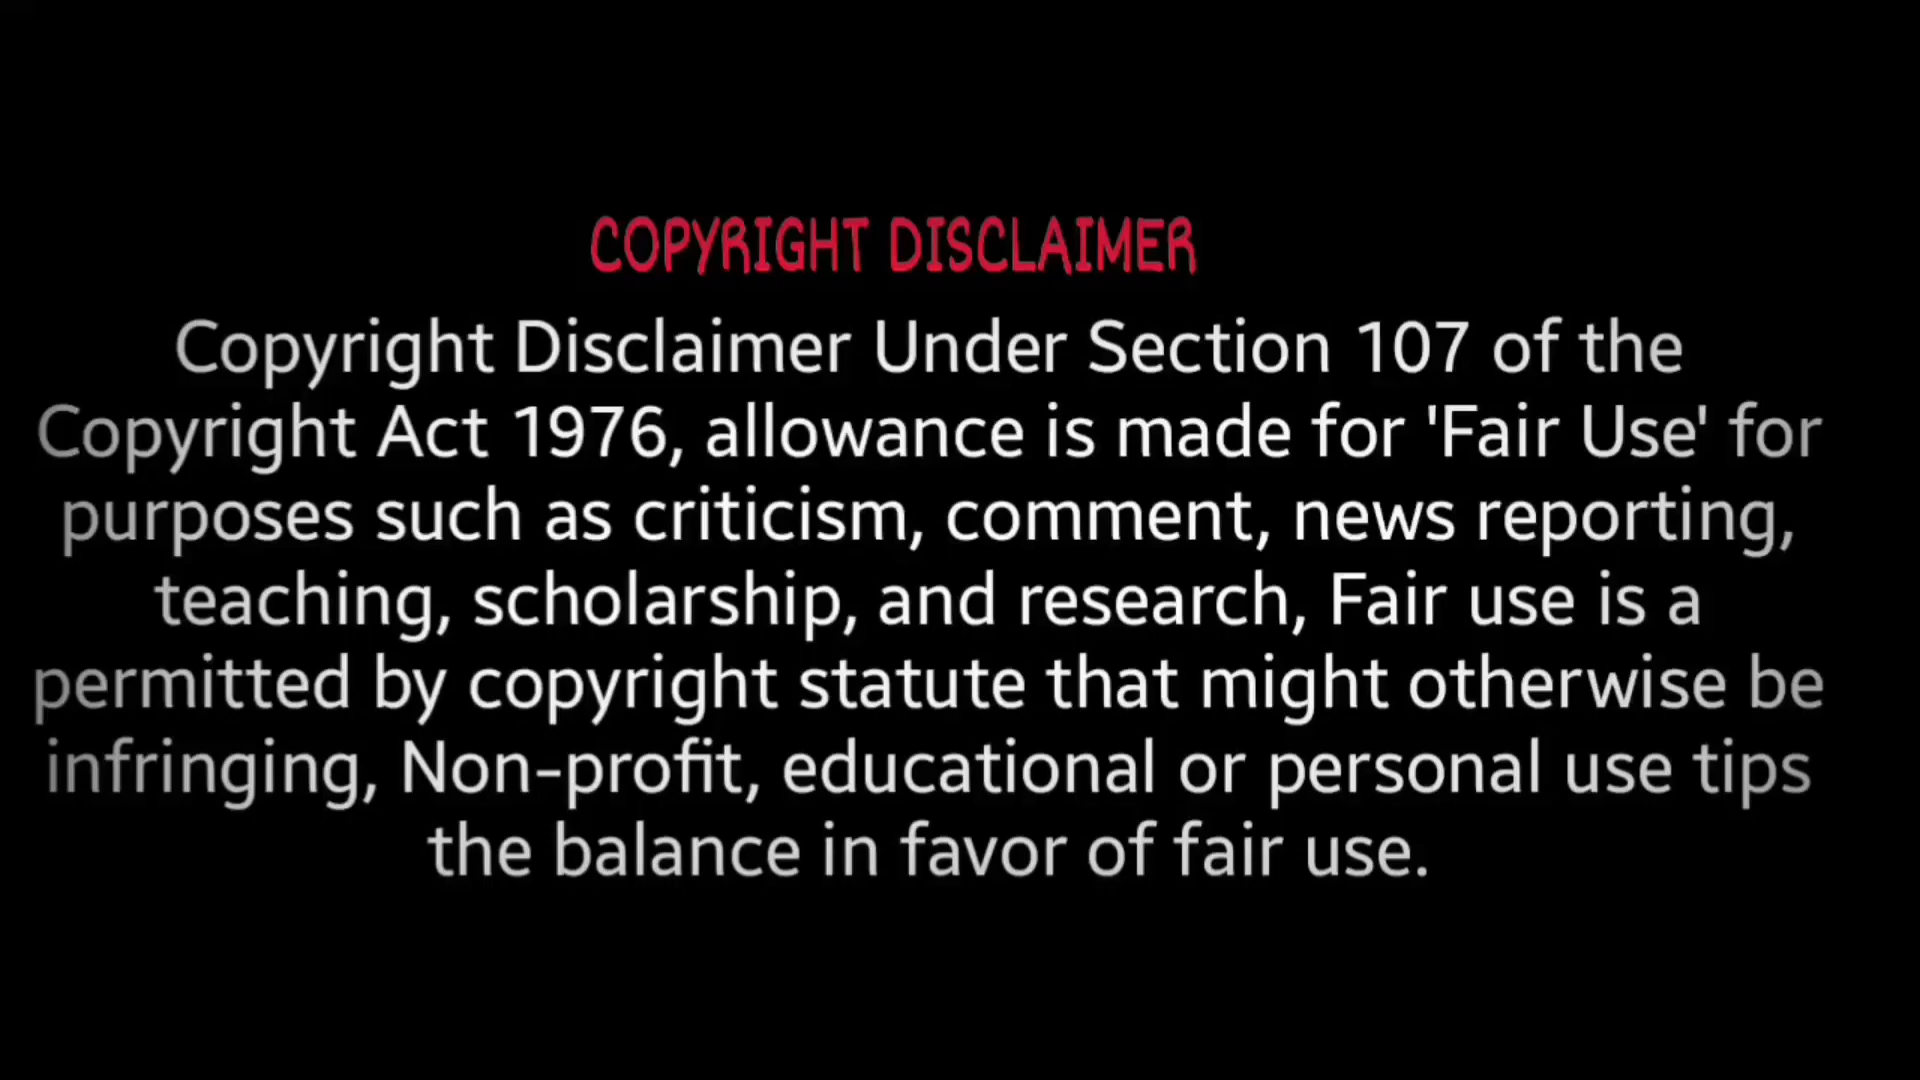 COPYRIGHT DISCLAIMER
Copyright Disclaimer Under Section 107 of the
Copyright Act 1976, allowance is made for 'Fair Use' for
purposes such as criticism, comment, news reporting,
teaching, scholarship, and research, Fair use is a
permitted by copyright statute that might otherwise be
infringing, Non-profit, educational or personal use tips
the balance in favor of fair use.